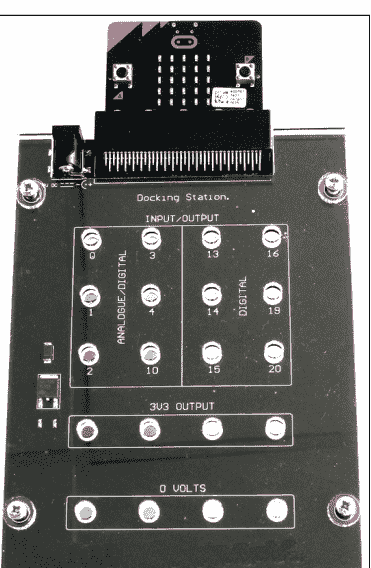 Docking Station.
INPUT/OUTPUT
0 3 13 16
ANALOGUE/DIGITAL
DIGITAL
1 4 14 19
2 10 15 20
3V3 OUTPUT
0 VOLTS